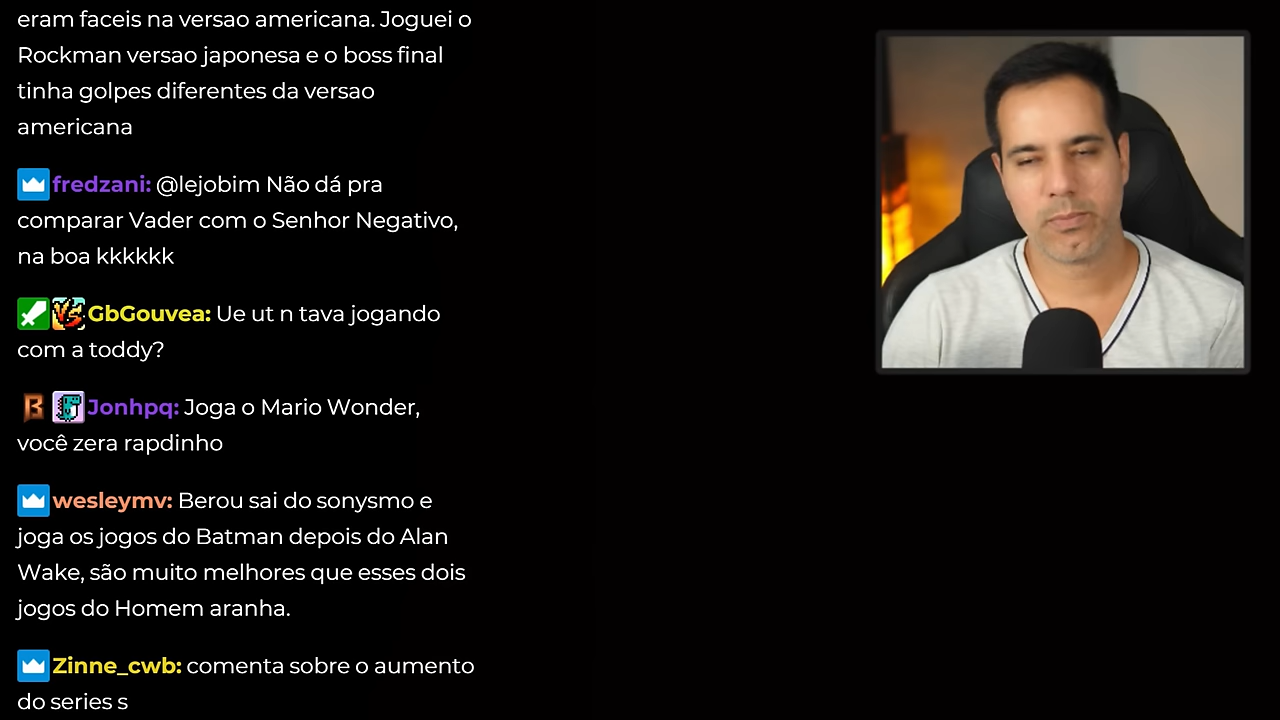 eram faceis na versao americana. Joguei o
Rockman versao japonesa e o boss final
tinha golpes diferentes da versao
americana
fredzani: @lejobim Não dá pra
comparar Vader com o Senhor Negativo,
na boa kkkkkk
GbGouvea: Ue ut n tava jogando
com a toddy?
Jonhpq: Joga o Mario Wonder,
você zera rapdinho
wesleymv: Berou sai do sonysmo e
joga os jogos do Batman depois do Alan
Wake, são muito melhores que esses dois
jogos do Homem aranha.
Zinne_cwb: comenta sobre o aumento
do series s